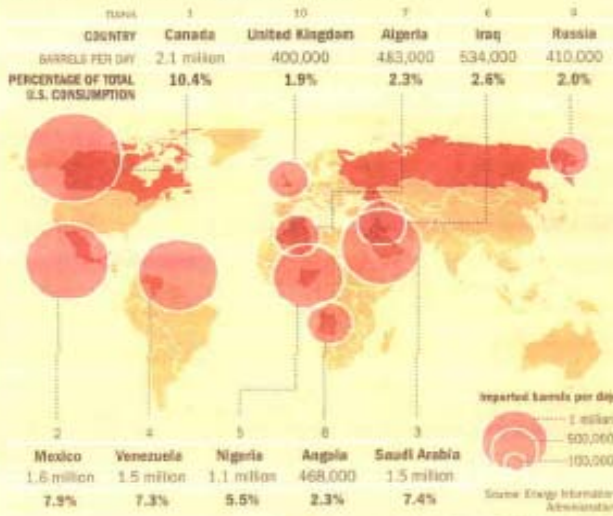 RANK 1 10 7 6 9
COUNTRY Canada United Kingdom Algeria Iraq Russia
BARRELS PER DAY 2.1 million 400,000 483,000 534,000 410,000
PERCENTAGE OF TOTAL 10.4% 1.9% 2.3% 2.6% 2.0%
U.S. CONSUMPTION
Imported barrels per day
1 million
500,000
100,000
2 4 5 8 3
Mexico Venezuela Nigeria Angola Saudi Arabia
1.6 million 1.5 million 1.1 million 468,000 1.5 million
7.9% 7.3% 5.5% 2.3% 7.4%
Source: Energy Information
Administration